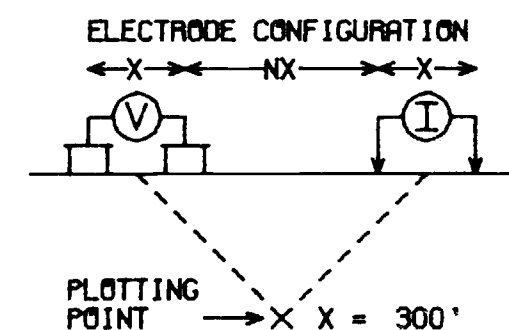 ELECTRODE CONFIGURATION
X NX X
V I
PLOTTING
POINT X = 300'